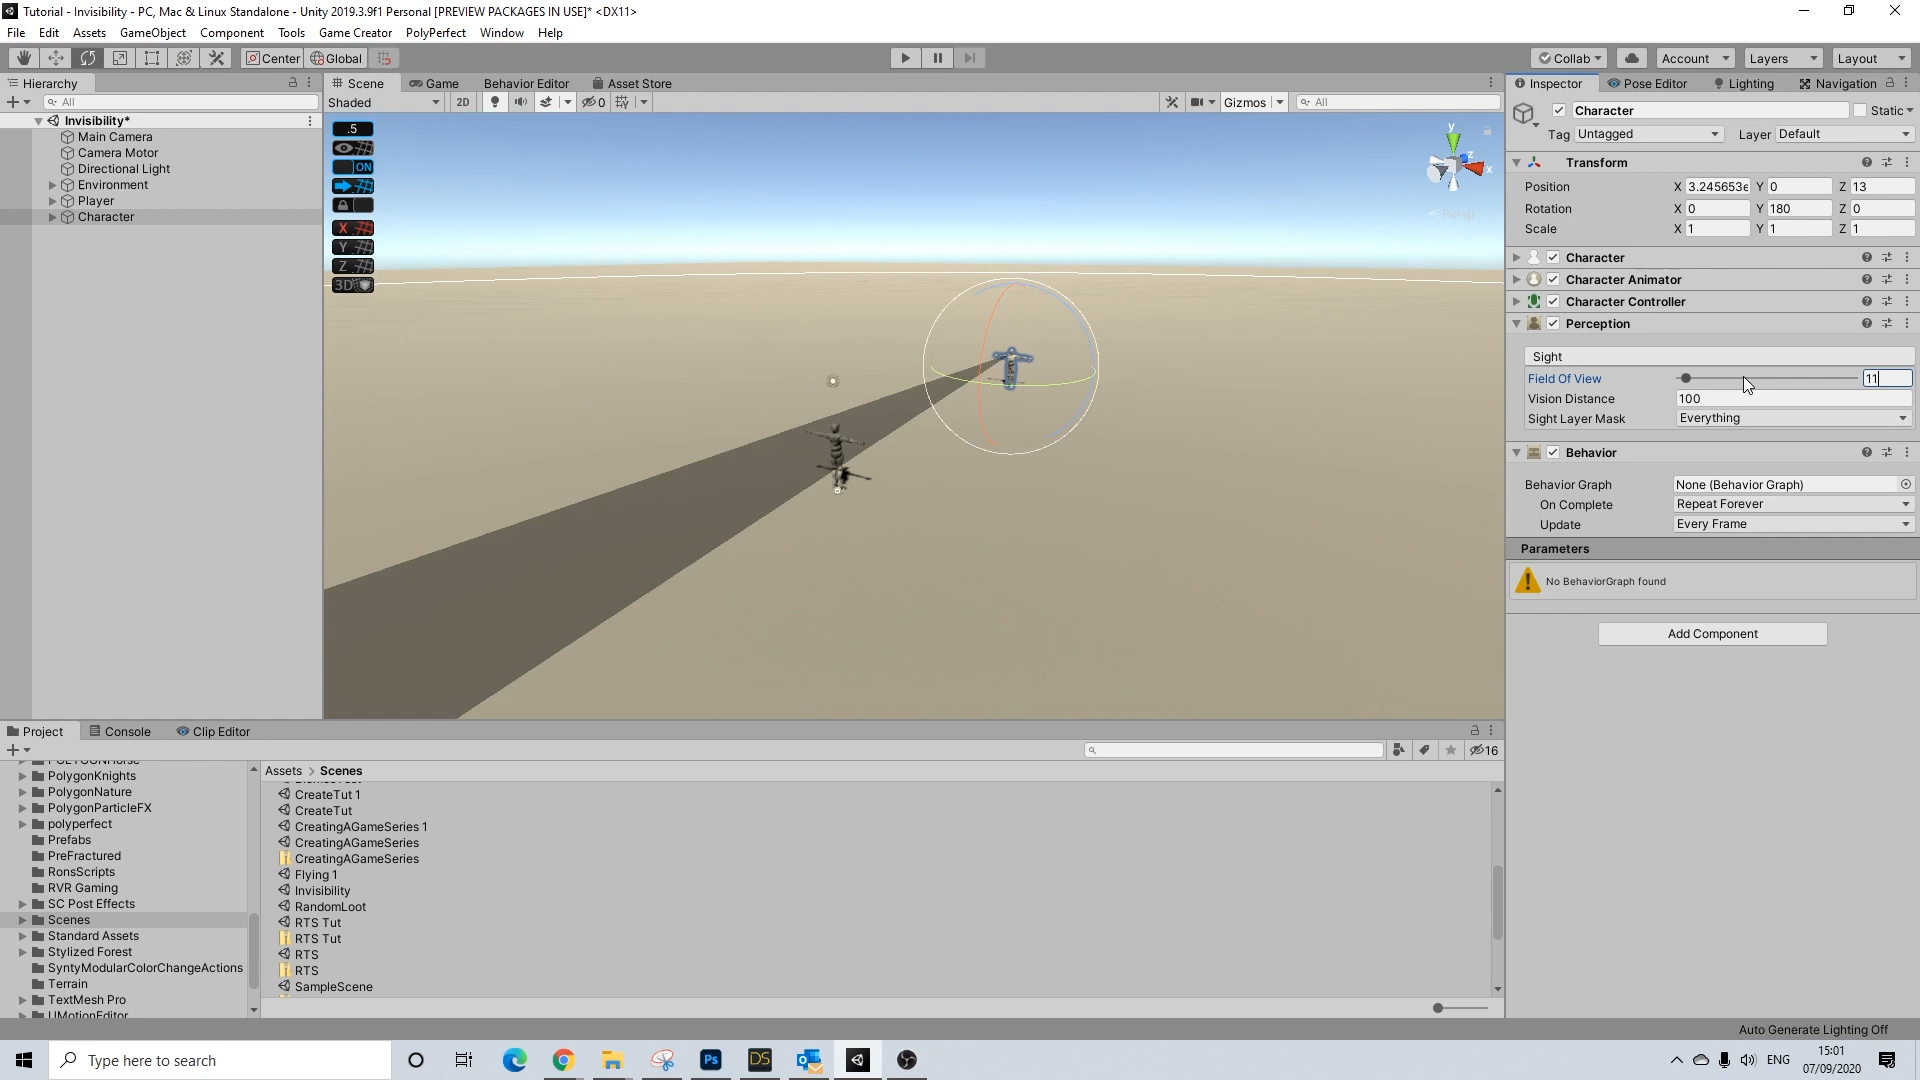 Tutorial - Invisibility - PC, Mac & Linux Standalone - Unity 2019.3.9f1 Personal [PREVIEW PACKAGES IN USE]* <DX11>
File Edit Assets GameObject Component Tools Game Creator PolyPerfect Window Help
Center Global Collab Account Layers Layout
Hierarchy
All
Invisibility*
Main Camera
Camera Motor
Directional Light
Environment
Player
Character
Scene Game Behavior Editor Asset Store
Shaded 2D 0 Gizmos All
.5
ON
X
Y
Z
3D
y
x
z
Persp
Inspector Pose Editor Lighting Navigation
Character Static
Tag Untagged Layer Default
Transform
Position X 3.245653e Y 0 Z 13
Rotation X 0 Y 180 Z 0
Scale X 1 Y 1 Z 1
Character
Character Animator
Character Controller
Perception
Sight
Field Of View 11
Vision Distance 100
Sight Layer Mask Everything
Behavior
Behavior Graph None (Behavior Graph)
On Complete Repeat Forever
Update Every Frame
Parameters
No BehaviorGraph found
Add Component
Project Console Clip Editor
16
PolygonKnights
PolygonNature
PolygonParticleFX
polyperfect
Prefabs
PreFractured
RonsScripts
RVR Gaming
SC Post Effects
Scenes
Standard Assets
Stylized Forest
SyntyModularColorChangeActions
Terrain
TextMesh Pro
UMotionEditor
Assets > Scenes
CreateTut 1
CreateTut
CreatingAGameSeries 1
CreatingAGameSeries
CreatingAGameSeries
Flying 1
Invisibility
RandomLoot
RTS Tut
RTS Tut
RTS
RTS
SampleScene
Auto Generate Lighting Off
Type here to search
Ps
DS
ENG
15:01
07/09/2020